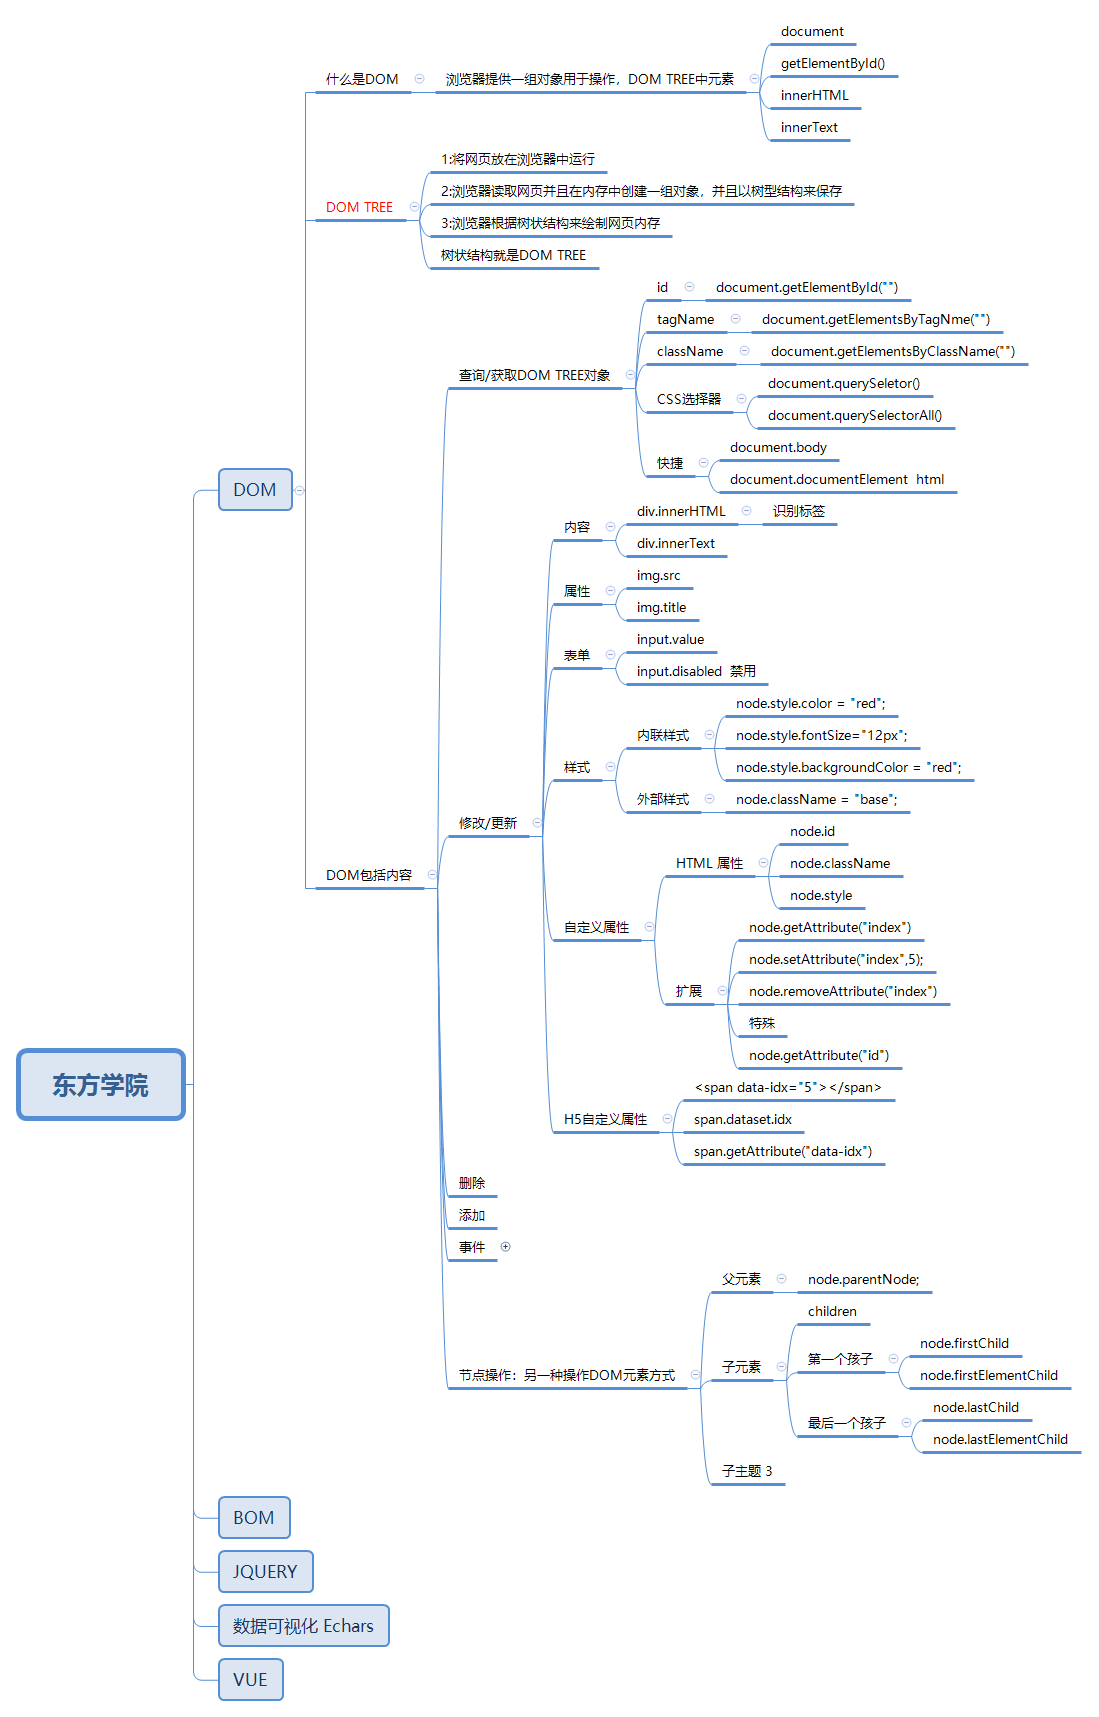 东方学院
DOM
什么是DOM
浏览器提供一组对象用于操作，DOM TREE中元素
document
getElementById()
innerHTML
innerText
DOM TREE
1:将网页放在浏览器中运行
2:浏览器读取网页并且在内存中创建一组对象，并且以树型结构来保存
3:浏览器根据树状结构来绘制网页内存
树状结构就是DOM TREE
DOM包括内容
查询/获取DOM TREE对象
id
document.getElementById("")
tagName
document.getElementsByTagNme("")
className
document.getElementsByClassName("")
CSS选择器
document.querySeletor()
document.querySelectorAll()
快捷
document.body
document.documentElement  html
修改/更新
内容
div.innerHTML
识别标签
div.innerText
属性
img.src
img.title
表单
input.value
input.disabled  禁用
样式
内联样式
node.style.color = "red";
node.style.fontSize="12px";
node.style.backgroundColor = "red";
外部样式
node.className = "base";
自定义属性
HTML 属性
node.id
node.className
node.style
扩展
node.getAttribute("index")
node.setAttribute("index",5);
node.removeAttribute("index")
特殊
node.getAttribute("id")
H5自定义属性
<span data-idx="5"></span>
span.dataset.idx
span.getAttribute("data-idx")
删除
添加
事件
节点操作：另一种操作DOM元素方式
父元素
node.parentNode;
子元素
children
第一个孩子
node.firstChild
node.firstElementChild
最后一个孩子
node.lastChild
node.lastElementChild
子主题 3
BOM
JQUERY
数据可视化 Echars
VUE